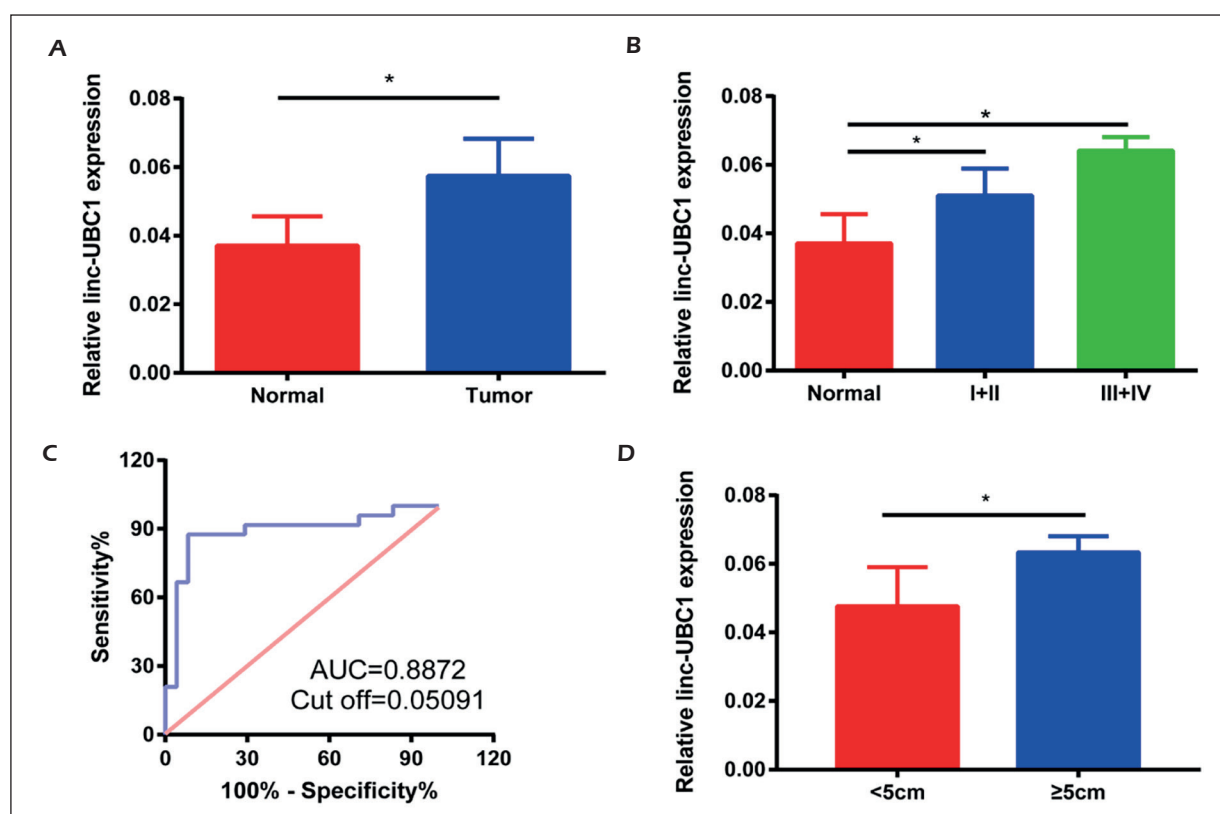 A
Relative linc-UBC1 expression
0.08
0.06
0.04
0.02
0.00
*
Normal
Tumor
B
Relative linc-UBC1 expression
0.08
0.06
0.04
0.02
0.00
*
*
Normal
I+II
III+IV
C
Sensitivity%
120
90
60
30
0
AUC=0.8872
Cut off=0.05091
0
30
60
90
120
100% - Specificity%
D
Relative linc-UBC1 expression
0.08
0.06
0.04
0.02
0.00
*
<5cm
≥5cm